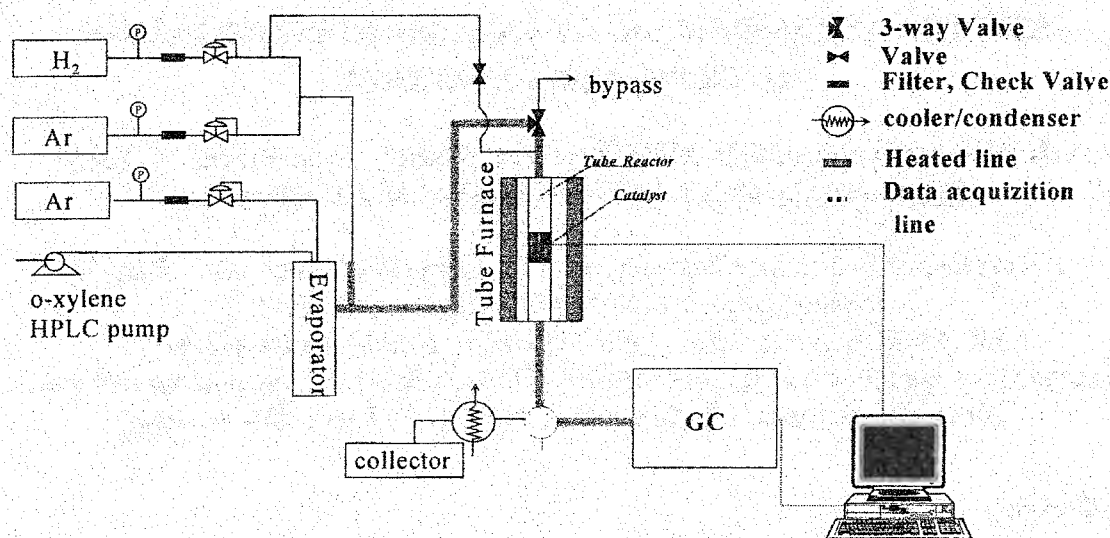 P
H2
P
Ar
P
Ar
o-xylene
HPLC pump
Evaporator
bypass
Tube Furnace
Tube Reactor
Catalyst
collector
GC
3-way Valve
Valve
Filter, Check Valve
cooler/condenser
Heated line
Data acquizition
line